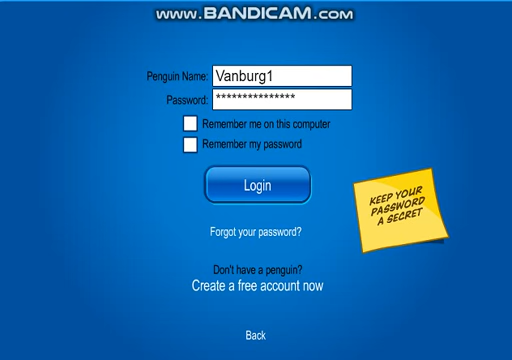 www.BANDICAM.com
Penguin Name: Vanburg1
Password: ***************
Remember me on this computer
Remember my password
Login
KEEP YOUR
PASSWORD
A SECRET
Forgot your password?
Don't have a penguin?
Create a free account now
Back